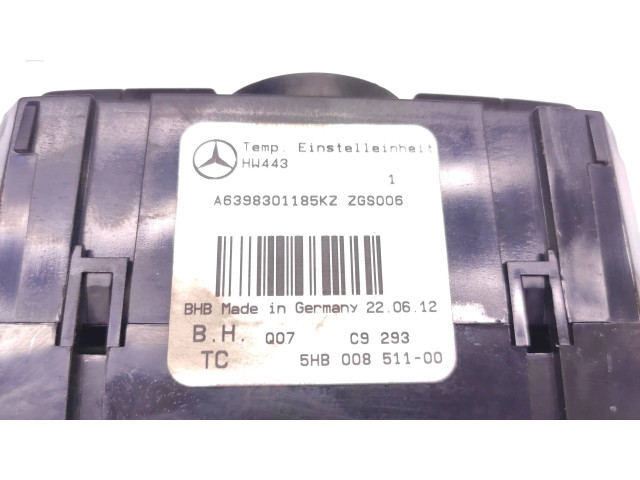 Temp. Einstelleinheit
HW443
1
A6398301185KZ ZGS006
BHB Made in Germany 22.06.12
B.H. Q07 C9 293
TC 5HB 008 511-00